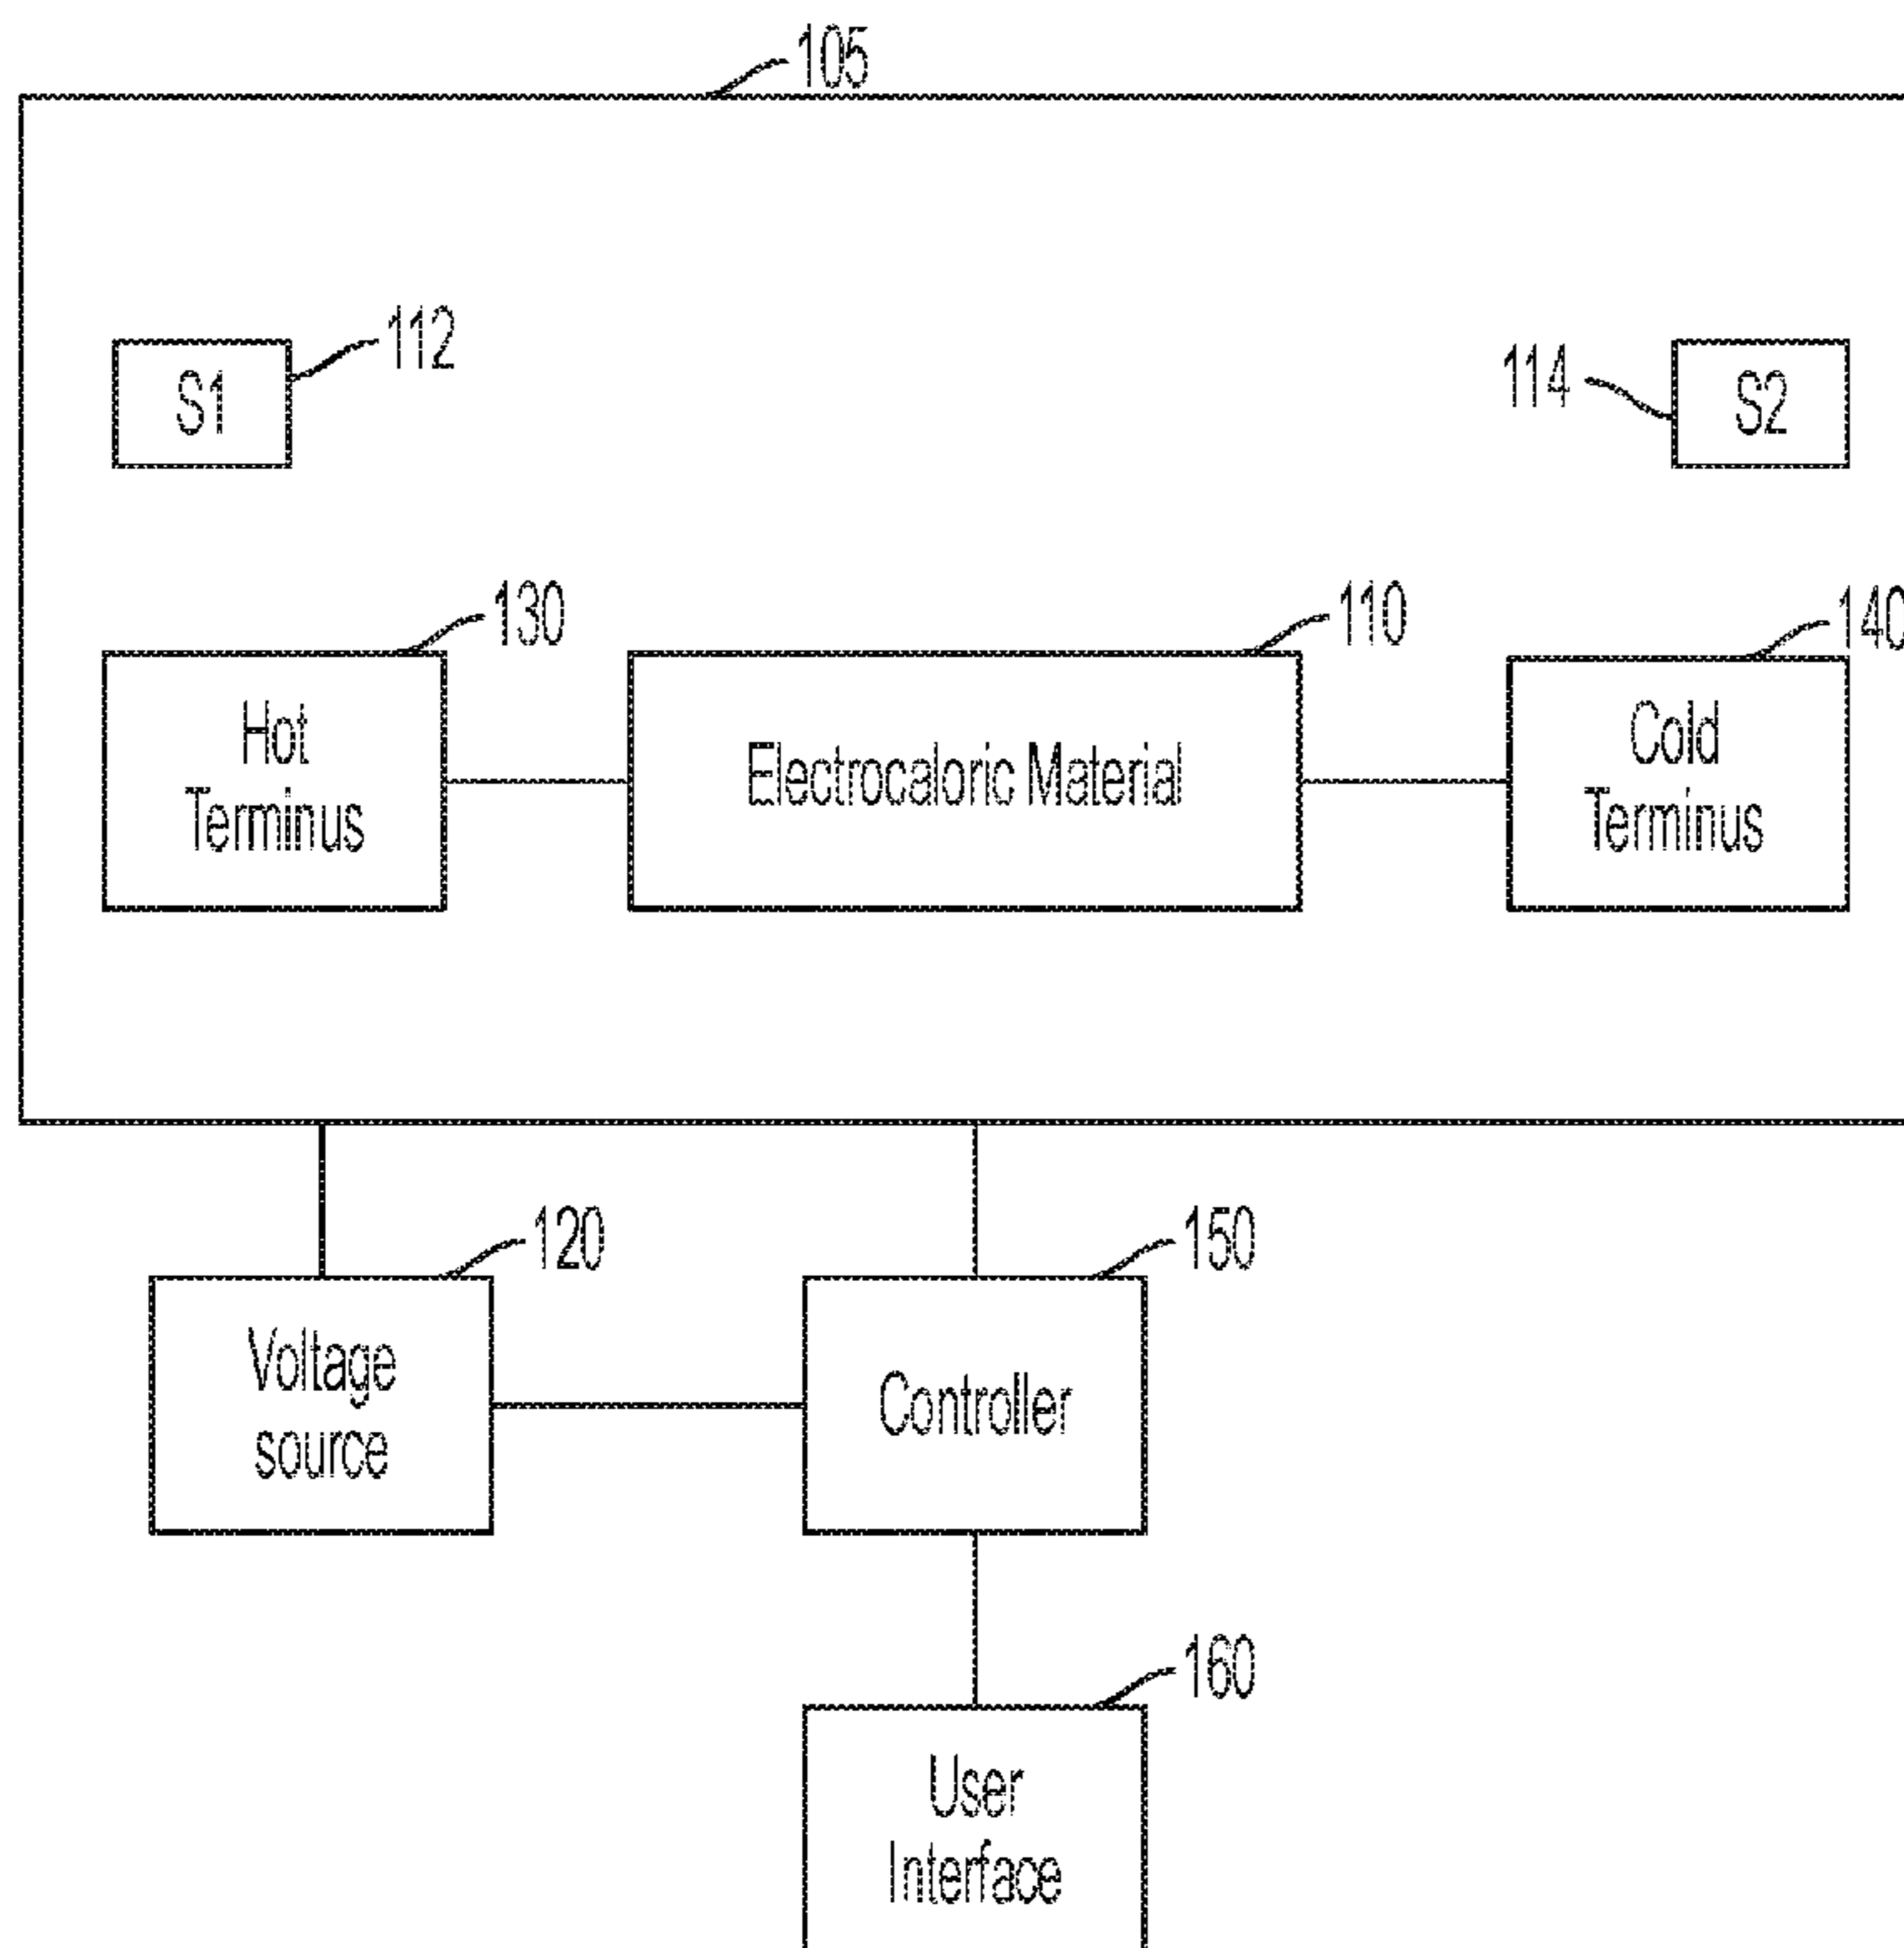 105
S1
112
114
S2
130
110
140
Hot
Terminus
Electrocaloric Material
Cold
Terminus
120
150
Voltage
source
Controller
160
User
Interface